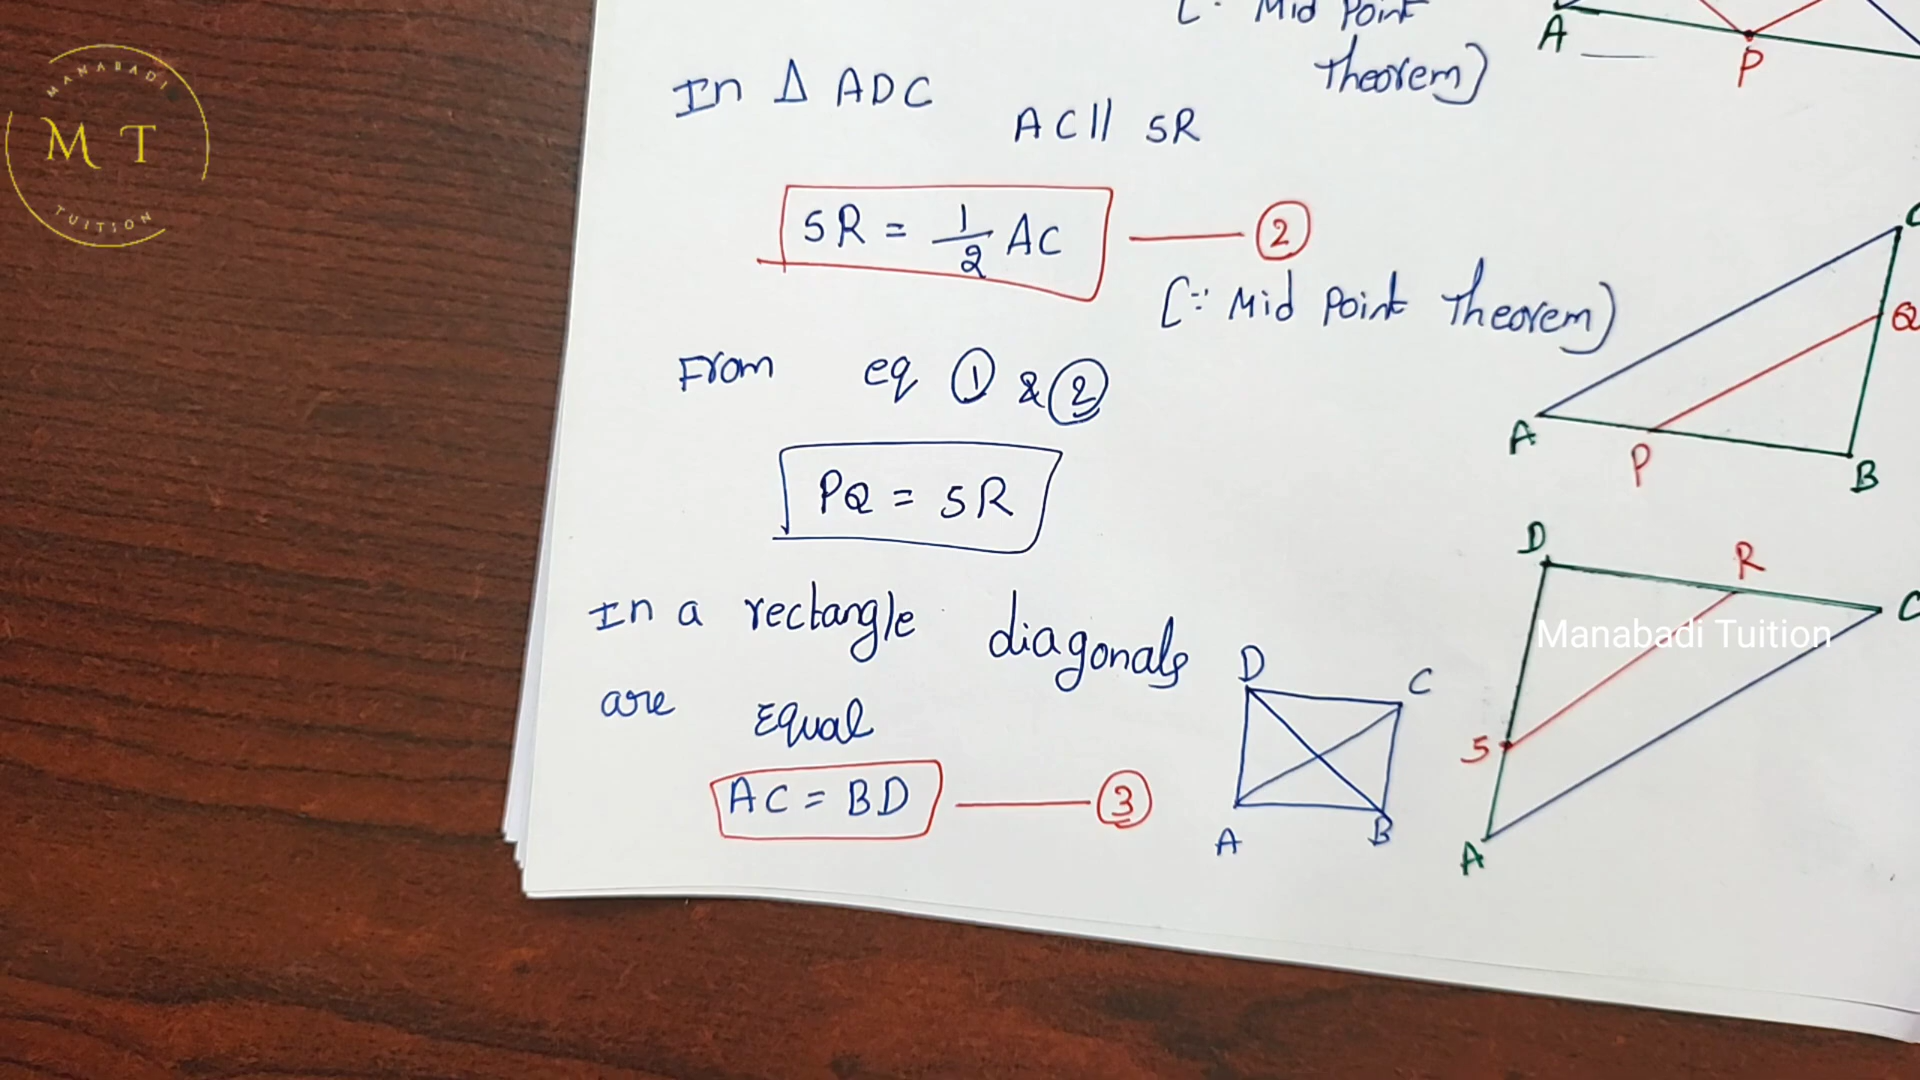 MANABADI
M T
TUITION
[∵ Mid Point
Theorem)
A
P
In Δ ADC
AC || SR
SR = 1/2 AC —— ②
[∵ Mid Point Theorem)
From eq ① & ②
PQ = SR
C
Q
A
P
B
In a rectangle diagonals
are Equal
AC = BD —— ③
D
C
A
B
D
R
C
Manabadi Tuition
S
A